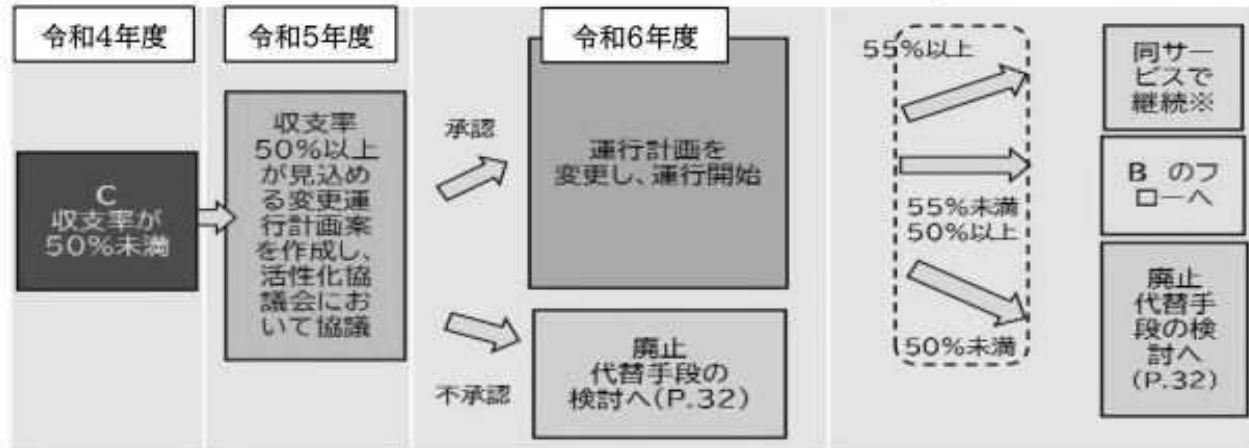 令和4年度
C
収支率が
50%未満
令和5年度
収支率
50%以上
が見込め
る変更運
行計画案
を作成し、
活性化協
議会にお
いて協議
承認
不承認
令和6年度
運行計画を
変更し、運行開始
廃止
代替手段の
検討へ(P.32)
55%以上
55%未満
50%以上
50%未満
同サー
ビスで
継続※
B のフ
ローへ
廃止
代替手
段の検
討へ
(P.32)